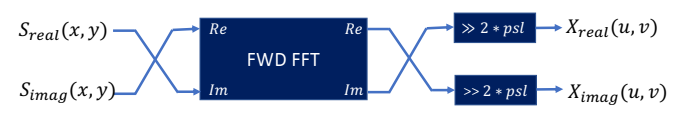 S_real(x, y) Re Re ≫ 2 * psl X_real(u, v)
FWD FFT
S_imag(x, y) Im Im ≫ 2 * psl X_imag(u, v)